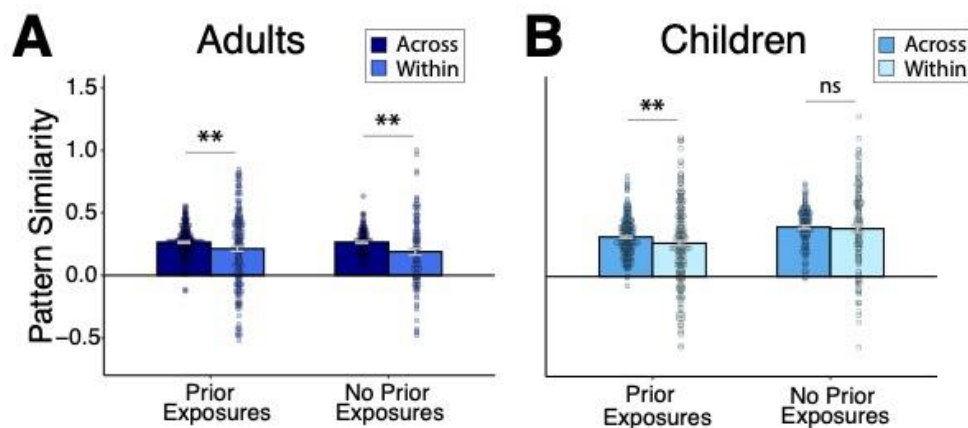 A
Adults
Across
Within
B
Children
Across
Within
Pattern Similarity
1.5
1.0
0.5
0.0
−0.5
**
**
**
ns
Prior
Exposures
No Prior
Exposures
Prior
Exposures
No Prior
Exposures